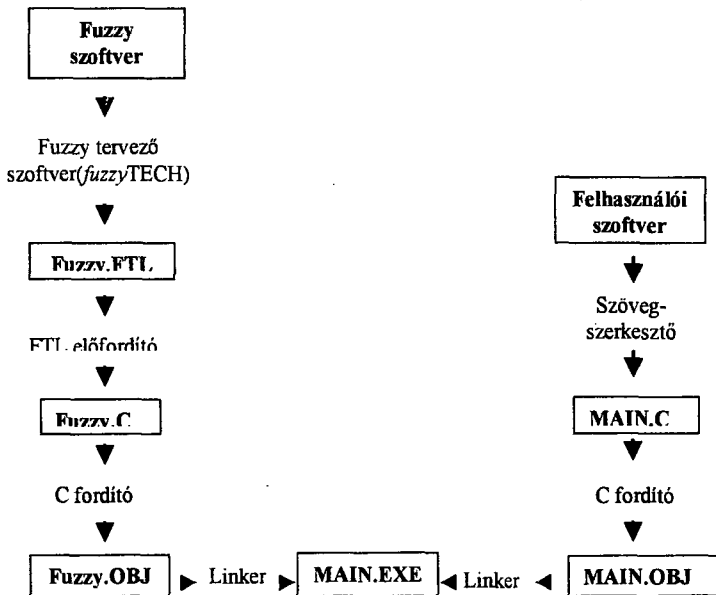 Fuzzy
szoftver
Fuzzy tervező
szoftver(fuzzyTECH)
Fuzzy.FTL
FTL előfordító
Fuzzy.C
C fordító
Fuzzy.OBJ
Linker
MAIN.EXE
Linker
MAIN.OBJ
Felhasználói
szoftver
Szöveg-
szerkesztő
MAIN.C
C fordító